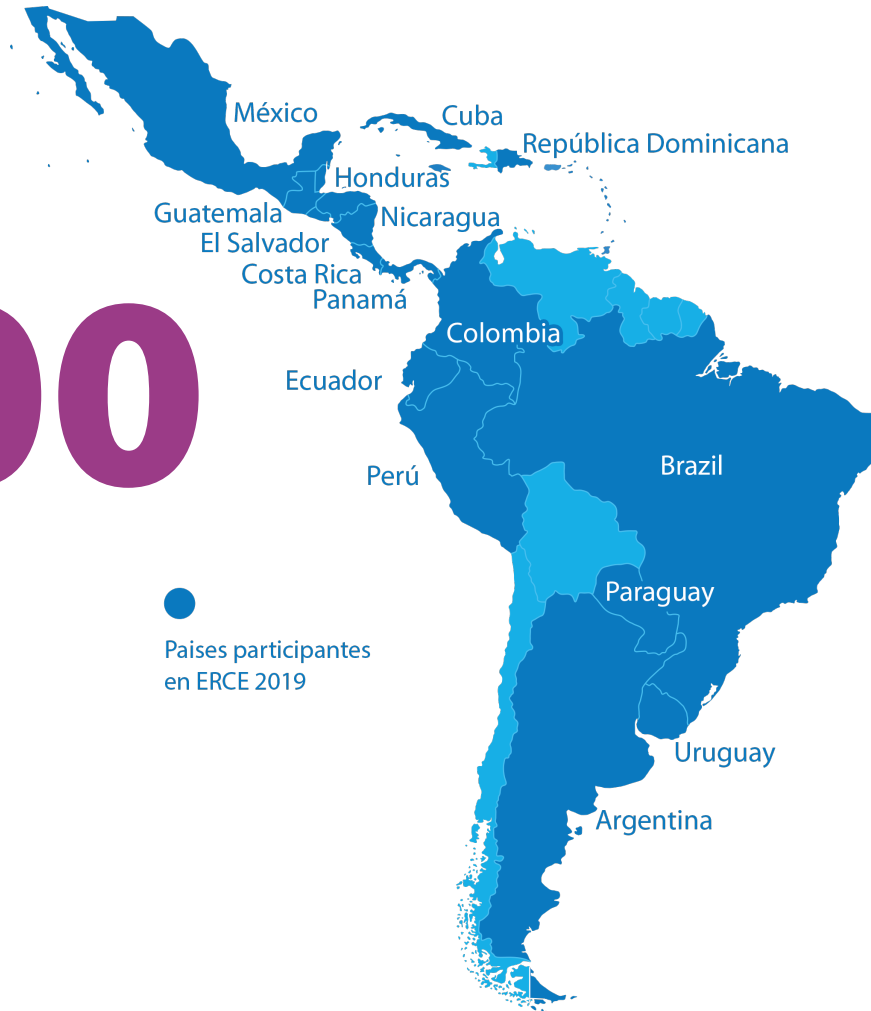 México
Cuba
República Dominicana
Honduras
Guatemala
Nicaragua
El Salvador
Costa Rica
Panamá
Colombia
Ecuador
Brazil
Perú
00
Paraguay
Paises participantes
en ERCE 2019
Uruguay
Argentina